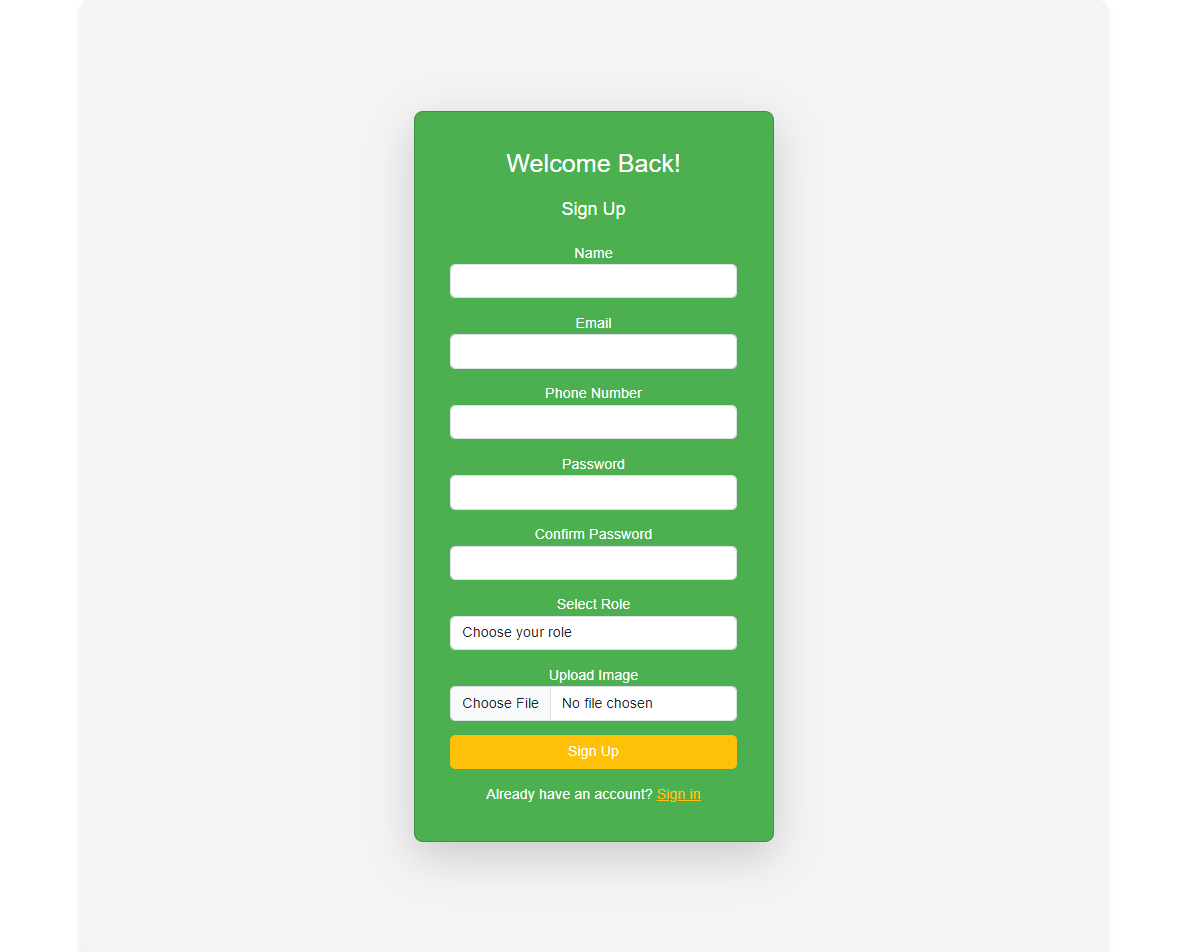 Welcome Back!
Sign Up
Name
Email
Phone Number
Password
Confirm Password
Select Role
Choose your role
Upload Image
Choose File No file chosen
Sign Up
Already have an account? Sign in